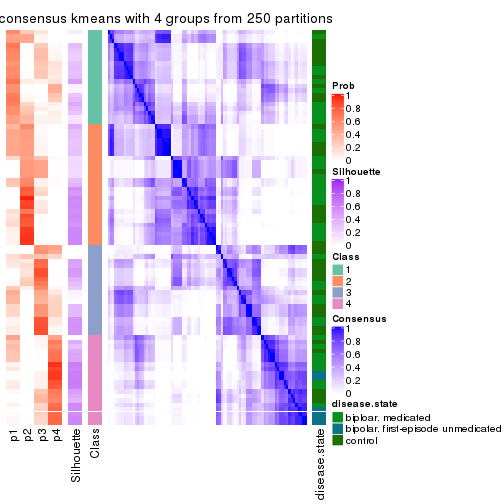 consensus kmeans with 4 groups from 250 partitions
Prob
1
0.8
0.6
0.4
0.2
0
Silhouette
1
0.8
0.6
0.4
0.2
0
Class
1
2
3
4
Consensus
1
0.8
0.6
0.4
0.2
0
disease.state
bipolar, medicated
bipolar, first-episode unmedicated
control
p1
p2
p3
p4
Silhouette
Class
disease.state